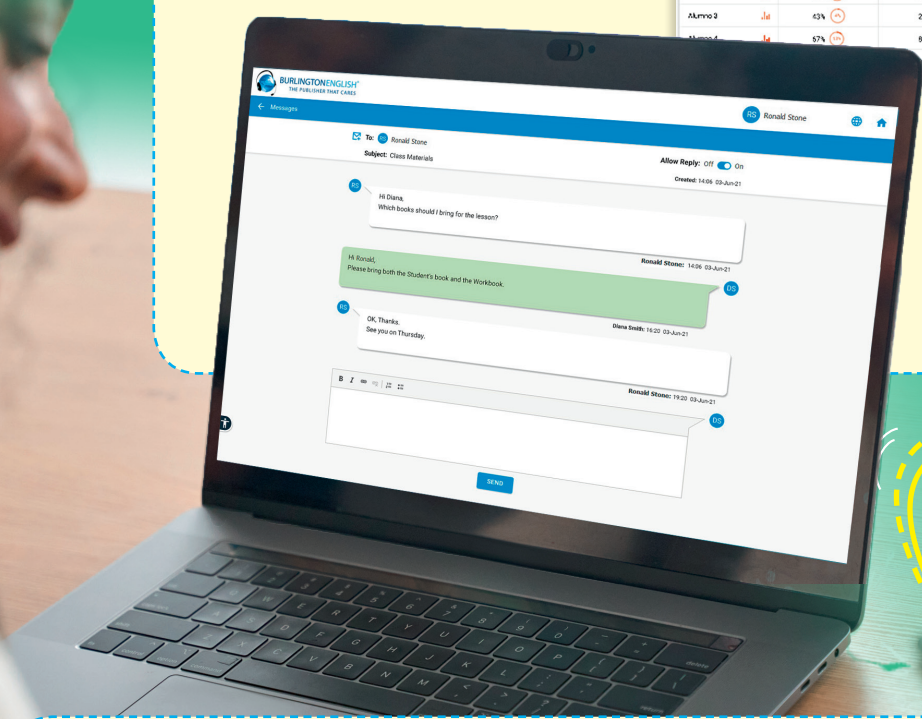 Alumno 3 43%
67%
BURLINGTONENGLISH
THE PUBLISHER THAT CARES
RS Ronald Stone
← Messages
To: RS Ronald Stone
Subject: Class Materials
Allow Reply: Off On
Created: 14:06 03-Jun-21
RS
Hi Diana,
Which books should I bring for the lesson?
Ronald Stone: 14:06 03-Jun-21
Hi Ronald,
Please bring both the Student's book and the Workbook.
DS
Diana Smith: 16:20 03-Jun-21
RS
OK, Thanks.
See you on Thursday.
Ronald Stone: 19:20 03-Jun-21
B I
DS
SEND
delete
return